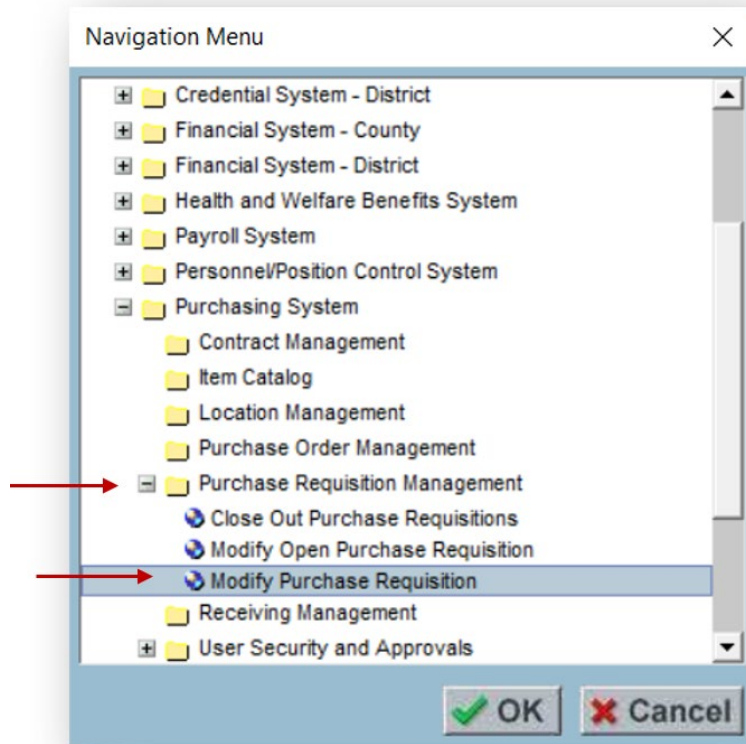 Navigation Menu
Credential System - District
Financial System - County
Financial System - District
Health and Welfare Benefits System
Payroll System
Personnel/Position Control System
Purchasing System
Contract Management
Item Catalog
Location Management
Purchase Order Management
Purchase Requisition Management
Close Out Purchase Requisitions
Modify Open Purchase Requisition
Modify Purchase Requisition
Receiving Management
User Security and Approvals
OK Cancel